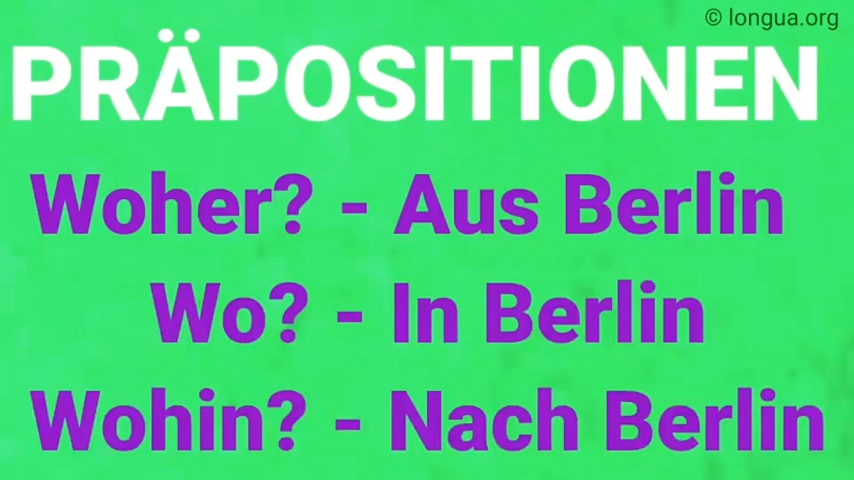 © longua.org
PRÄPOSITIONEN
Woher? - Aus Berlin
Wo? - In Berlin
Wohin? - Nach Berlin